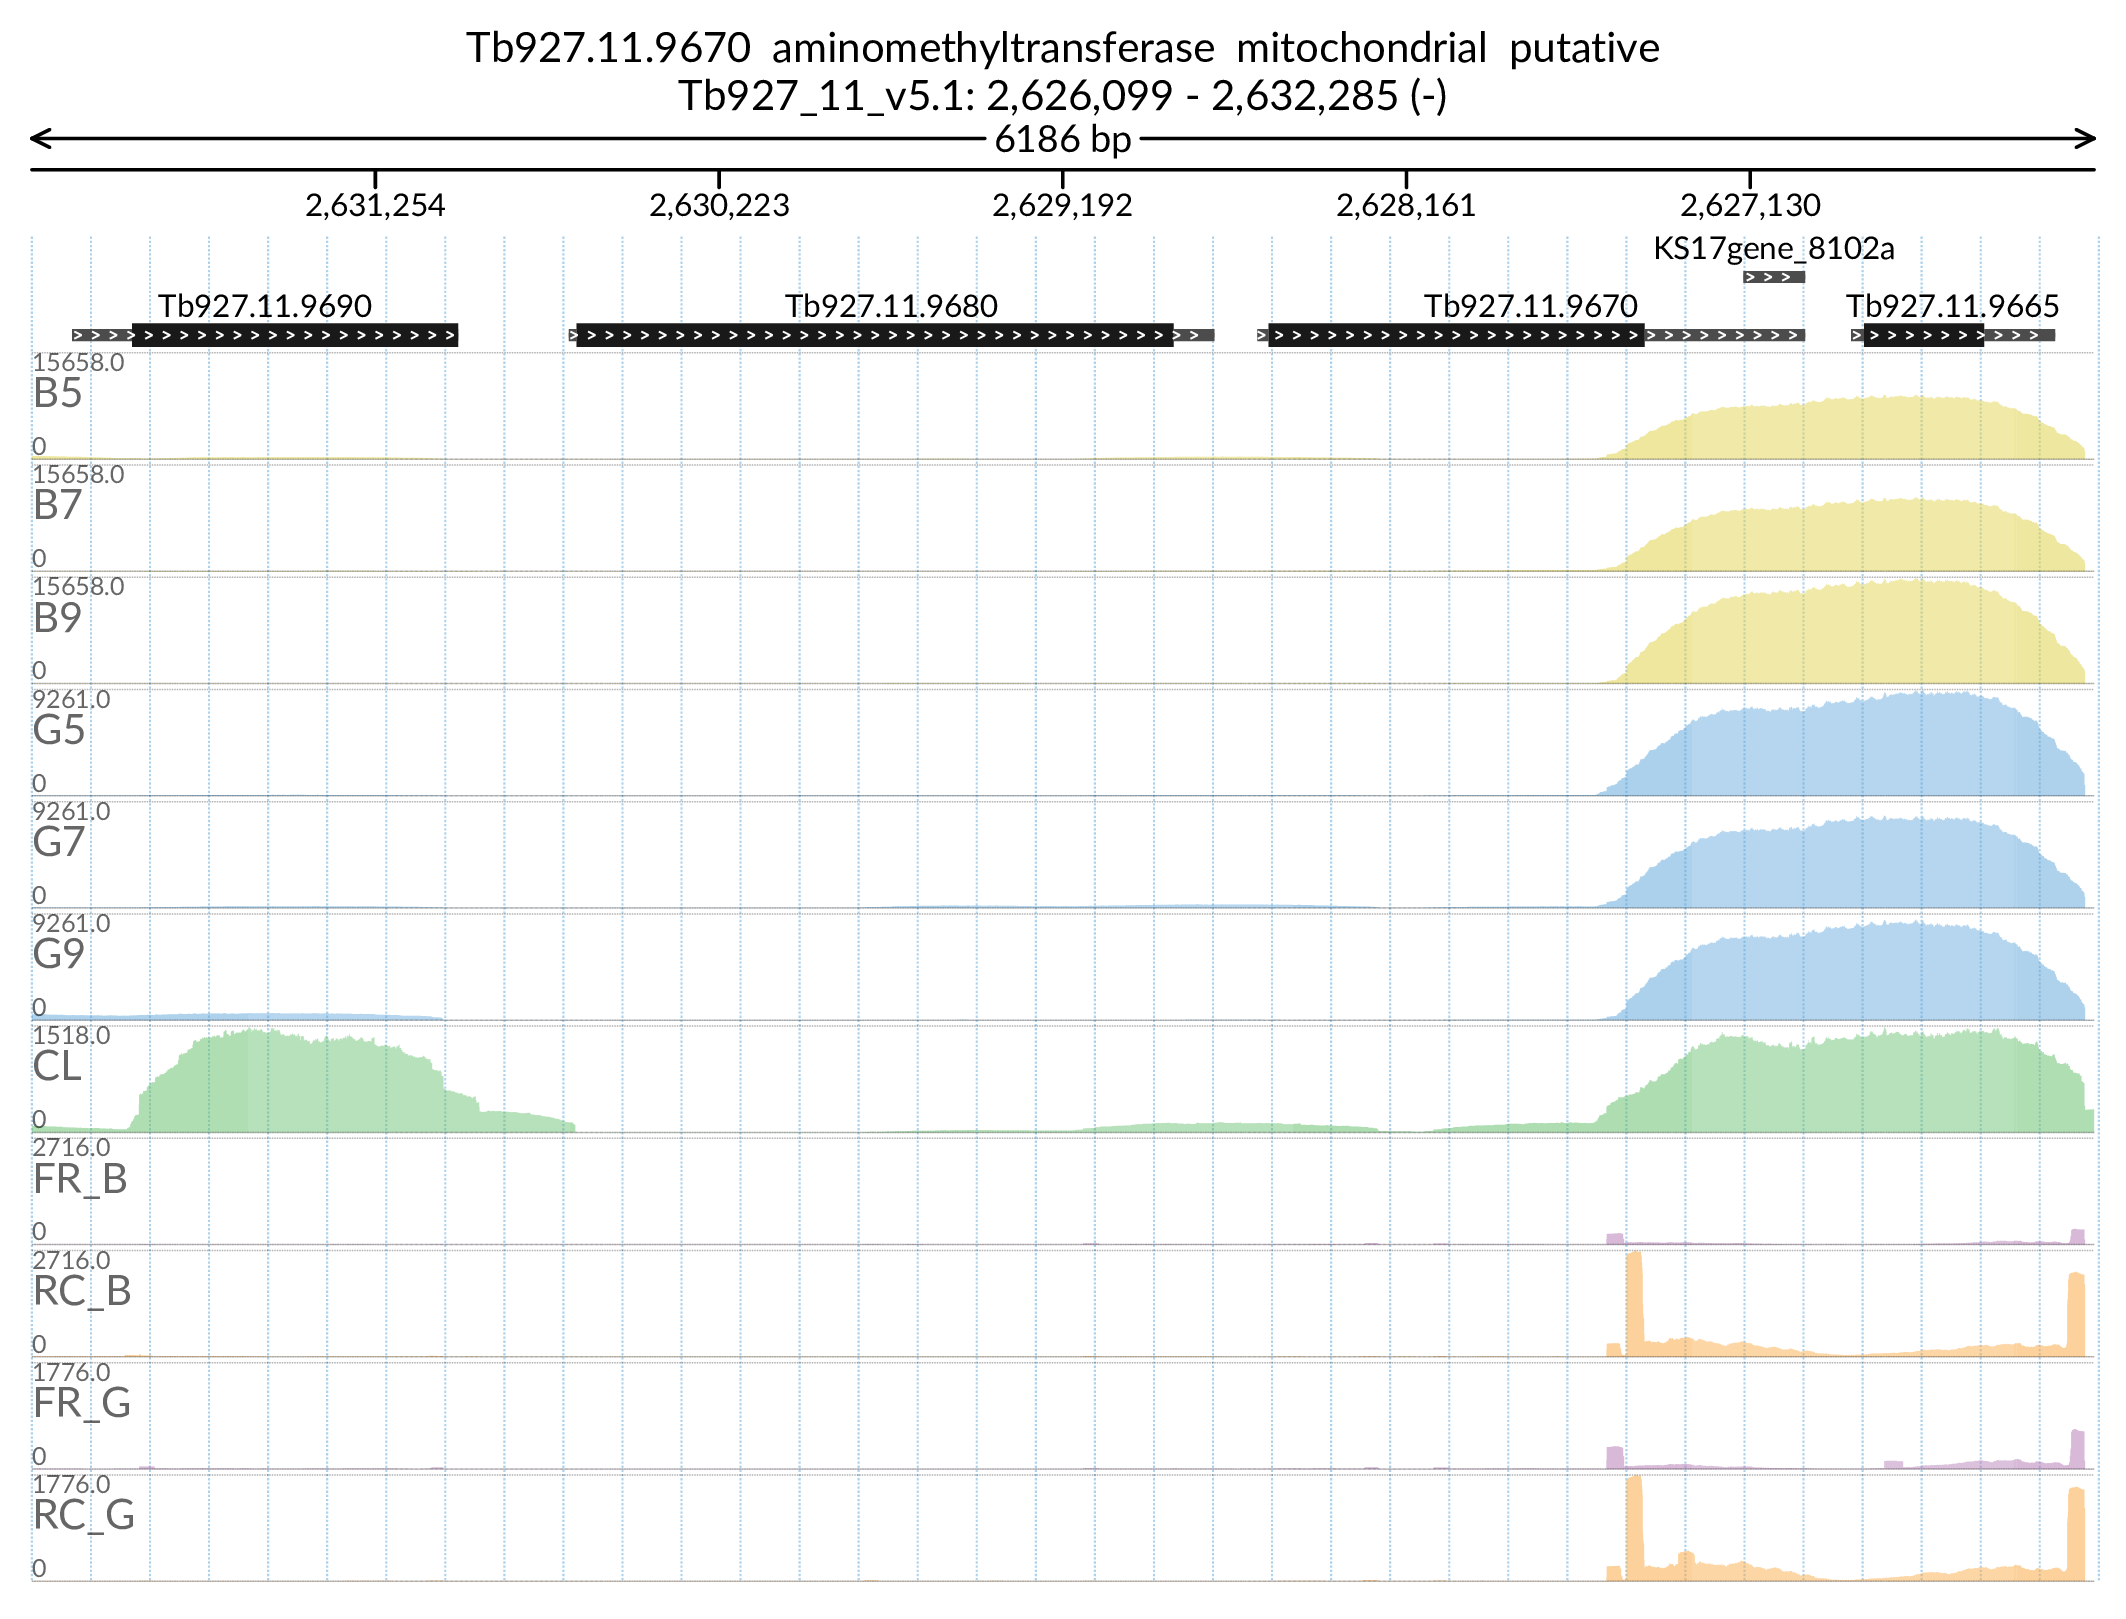 Tb927.11.9670 aminomethyltransferase mitochondrial putative
Tb927_11_v5.1: 2,626,099 - 2,632,285 (-)
6186 bp
2,631,254 2,630,223 2,629,192 2,628,161 2,627,130
KS17gene_8102a
Tb927.11.9690 Tb927.11.9680 Tb927.11.9670 Tb927.11.9665
15658.0
B5
0
15658.0
B7
0
15658.0
B9
0
9261.0
G5
0
9261.0
G7
0
9261.0
G9
0
1518.0
CL
0
2716.0
FR_B
0
2716.0
RC_B
0
1776.0
FR_G
0
1776.0
RC_G
0